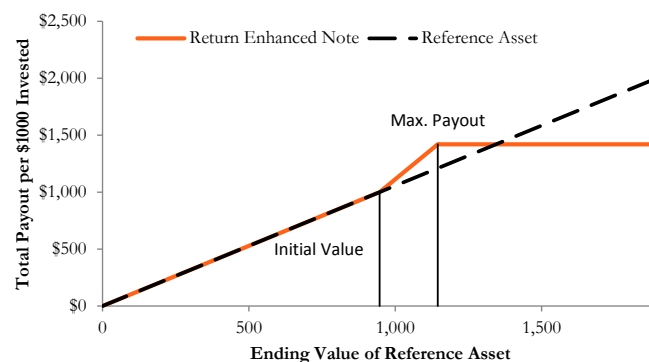 $2,500
Return Enhanced Note
Reference Asset
$2,000
Max. Payout
$1,500
$1,000
Initial Value
$500
$0
0
500
1,000
1,500
Total Payout per $1000 Invested
Ending Value of Reference Asset